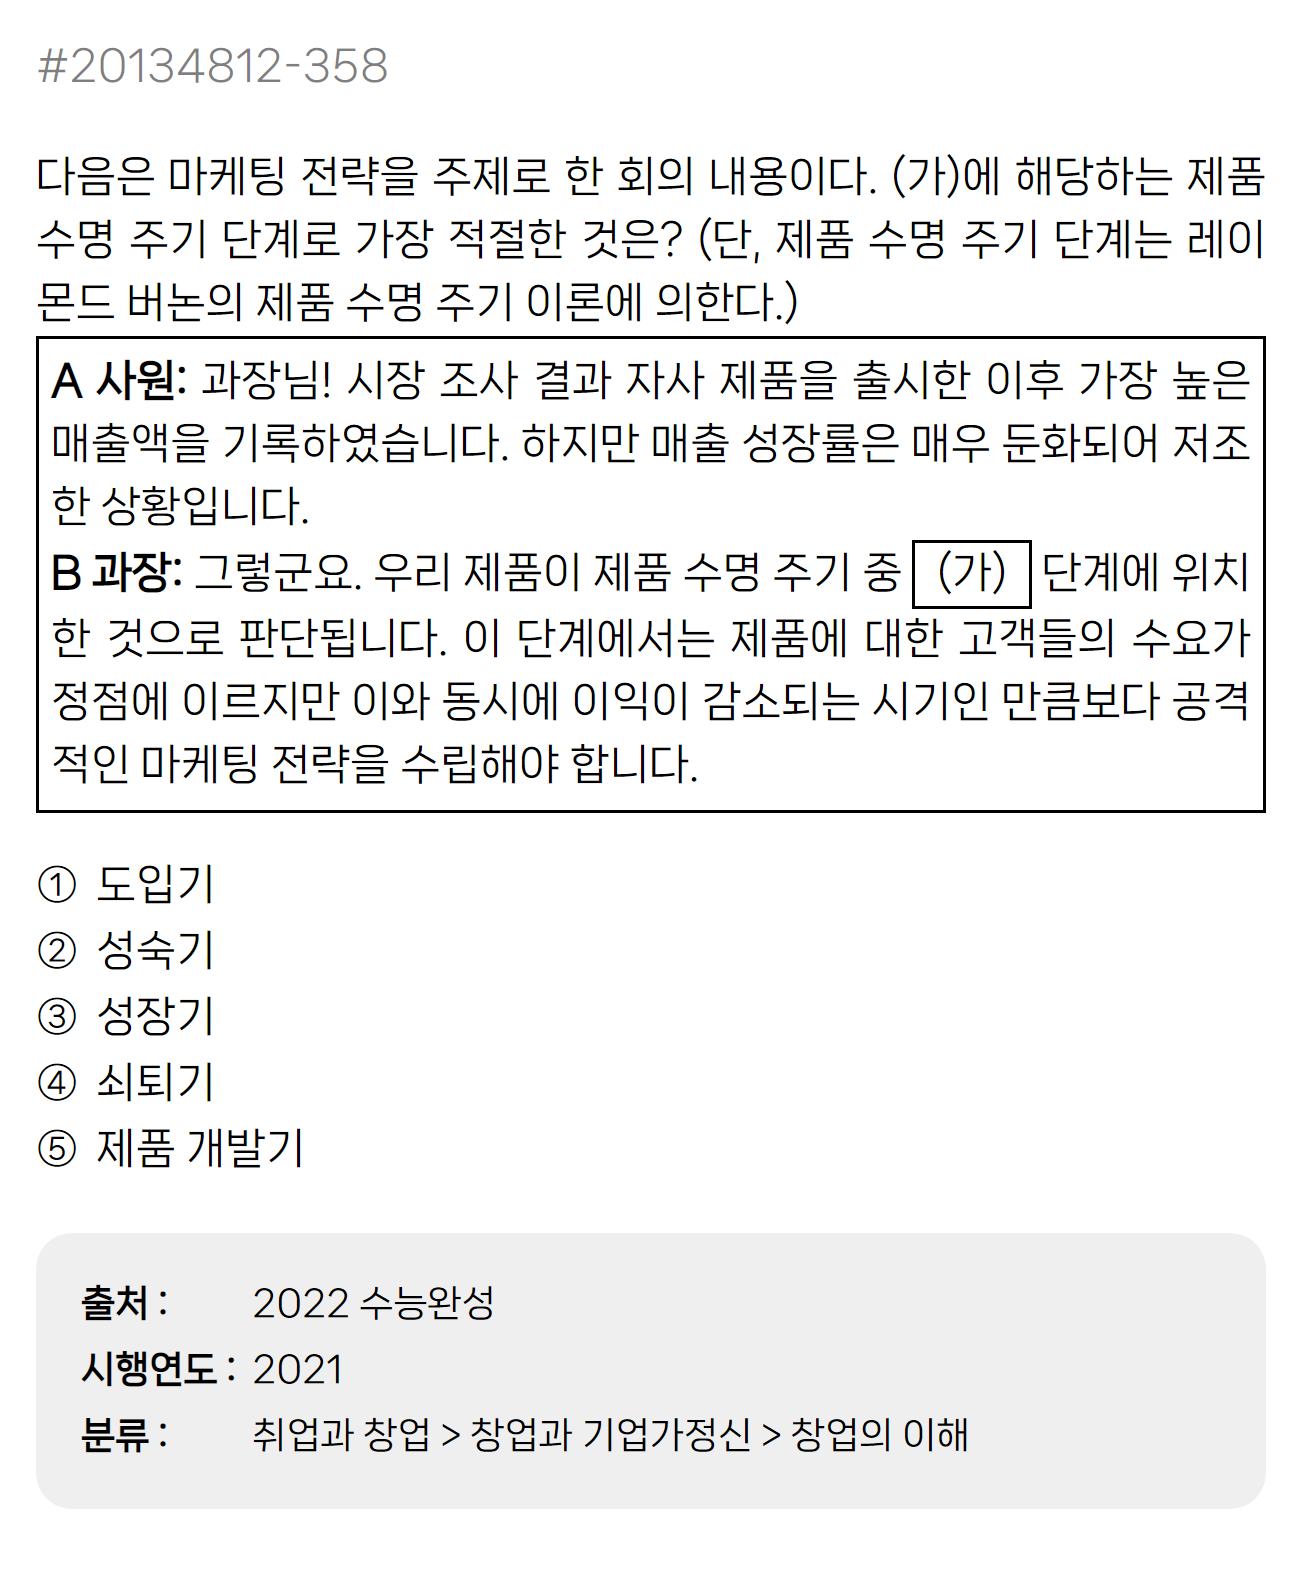 #20134812-358
다음은 마케팅 전략을 주제로 한 회의 내용이다. (가)에 해당하는 제품
수명 주기 단계로 가장 적절한 것은? (단, 제품 수명 주기 단계는 레이
몬드 버논의 제품 수명 주기 이론에 의한다.)
A 사원: 과장님! 시장 조사 결과 자사 제품을 출시한 이후 가장 높은
매출액을 기록하였습니다. 하지만 매출 성장률은 매우 둔화되어 저조
한 상황입니다.
B 과장: 그렇군요. 우리 제품이 제품 수명 주기 중 (가) 단계에 위치
한 것으로 판단됩니다. 이 단계에서는 제품에 대한 고객들의 수요가
정점에 이르지만 이와 동시에 이익이 감소되는 시기인 만큼보다 공격
적인 마케팅 전략을 수립해야 합니다.
① 도입기
② 성숙기
③ 성장기
④ 쇠퇴기
⑤ 제품 개발기
출처 : 2022 수능완성
시행연도 : 2021
분류 : 취업과 창업 > 창업과 기업가정신 > 창업의 이해